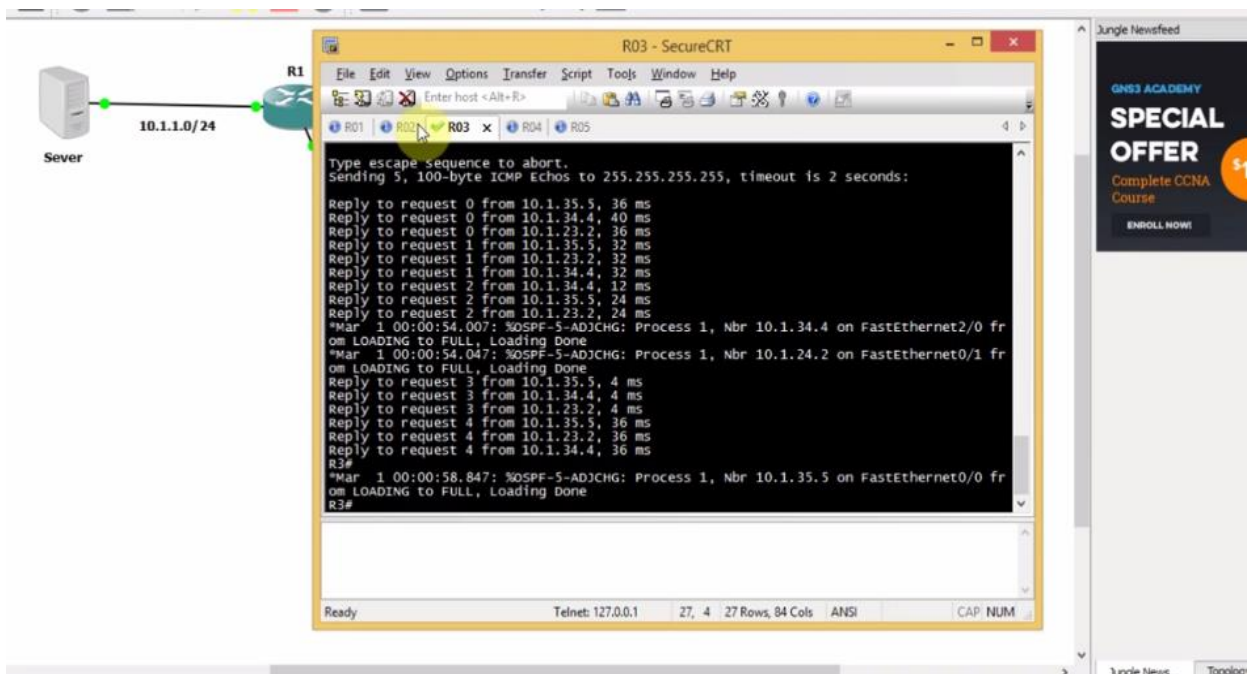 R1
10.1.1.0/24
Sever
R03 - SecureCRT
File Edit View Options Transfer Script Tools Window Help
Enter host <Alt+R>
R01 R02 R03 x R04 R05
Type escape sequence to abort.
Sending 5, 100-byte ICMP Echos to 255.255.255.255, timeout is 2 seconds:
Reply to request 0 from 10.1.35.5, 36 ms
Reply to request 0 from 10.1.34.4, 40 ms
Reply to request 0 from 10.1.23.2, 36 ms
Reply to request 1 from 10.1.35.5, 32 ms
Reply to request 1 from 10.1.23.2, 32 ms
Reply to request 1 from 10.1.34.4, 32 ms
Reply to request 2 from 10.1.34.4, 12 ms
Reply to request 2 from 10.1.35.5, 24 ms
Reply to request 2 from 10.1.23.2, 24 ms
*Mar  1 00:00:54.007: %OSPF-5-ADJCHG: Process 1, Nbr 10.1.34.4 on FastEthernet2/0 fr
om LOADING to FULL, Loading Done
*Mar  1 00:00:54.047: %OSPF-5-ADJCHG: Process 1, Nbr 10.1.24.2 on FastEthernet0/1 fr
om LOADING to FULL, Loading Done
Reply to request 3 from 10.1.35.5, 4 ms
Reply to request 3 from 10.1.34.4, 4 ms
Reply to request 3 from 10.1.23.2, 4 ms
Reply to request 4 from 10.1.35.5, 36 ms
Reply to request 4 from 10.1.23.2, 36 ms
Reply to request 4 from 10.1.34.4, 36 ms
R3#
*Mar  1 00:00:58.847: %OSPF-5-ADJCHG: Process 1, Nbr 10.1.35.5 on FastEthernet0/0 fr
om LOADING to FULL, Loading Done
R3#
Ready Telnet: 127.0.0.1 27, 4 27 Rows, 84 Cols ANSI CAP NUM
Jungle Newsfeed
GNS3 ACADEMY
SPECIAL
OFFER
Complete CCNA
Course
ENROLL NOW!
Jungle News